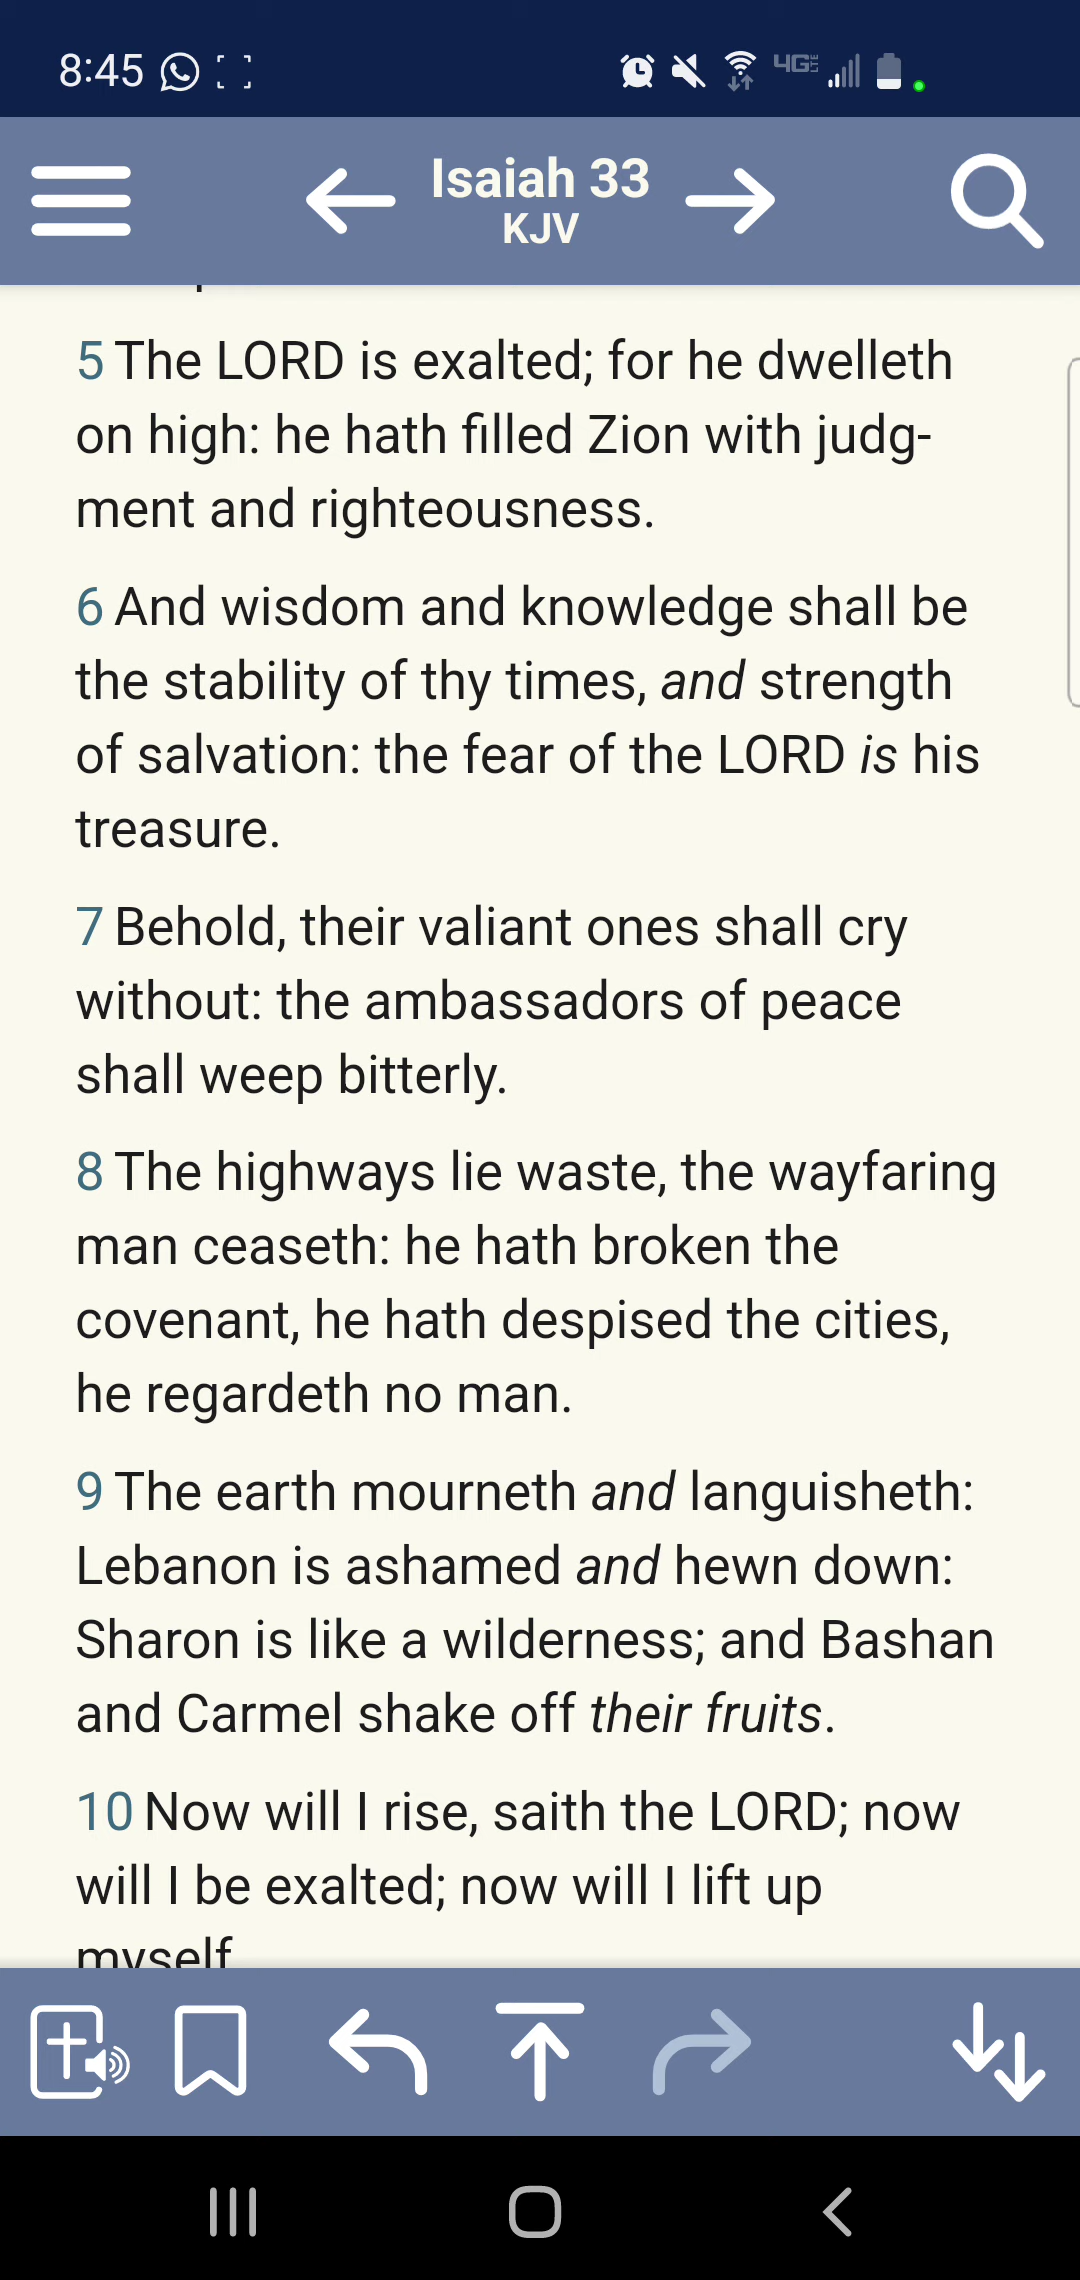 8:45
4G LTE
Isaiah 33
KJV
5 The LORD is exalted; for he dwelleth
on high: he hath filled Zion with judg-
ment and righteousness.
6 And wisdom and knowledge shall be
the stability of thy times, and strength
of salvation: the fear of the LORD is his
treasure.
7 Behold, their valiant ones shall cry
without: the ambassadors of peace
shall weep bitterly.
8 The highways lie waste, the wayfaring
man ceaseth: he hath broken the
covenant, he hath despised the cities,
he regardeth no man.
9 The earth mourneth and languisheth:
Lebanon is ashamed and hewn down:
Sharon is like a wilderness; and Bashan
and Carmel shake off their fruits.
10 Now will I rise, saith the LORD; now
will I be exalted; now will I lift up
myself